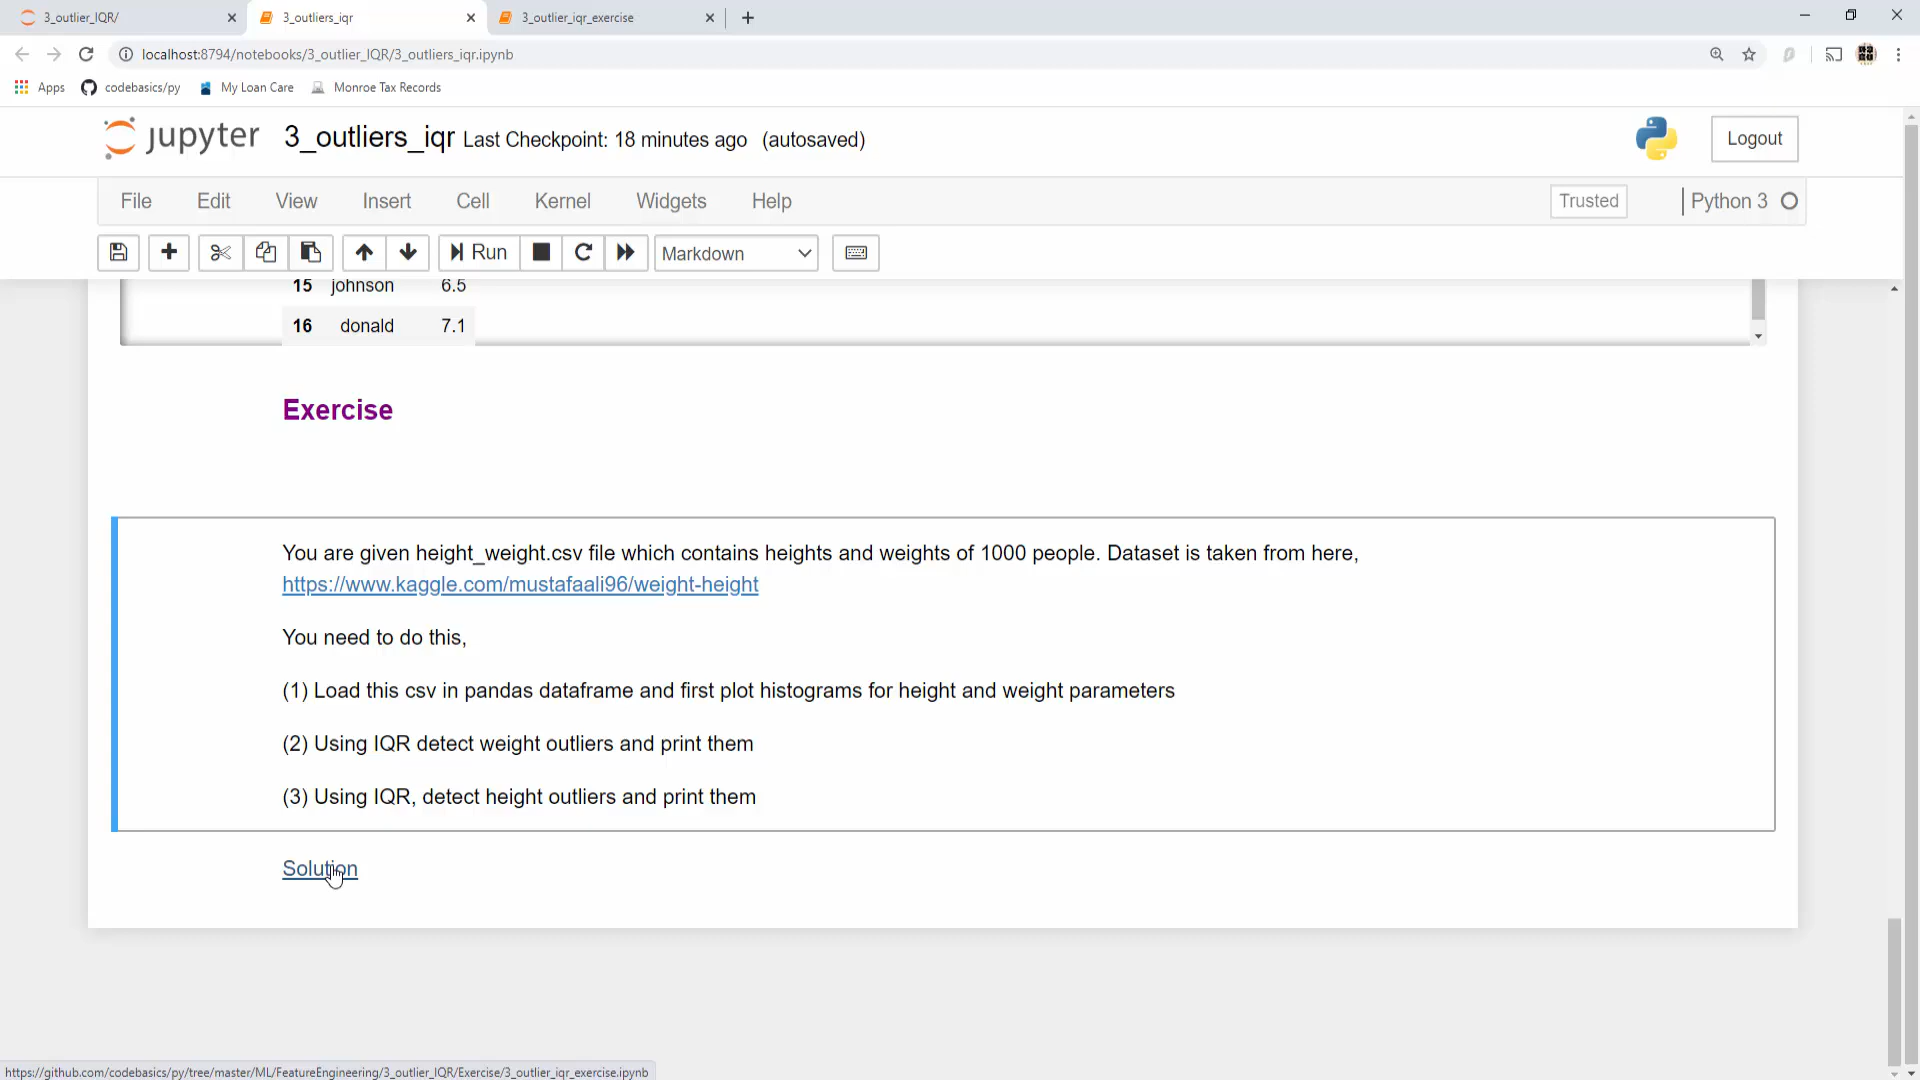 3_outlier_IQR/
3_outliers_iqr
3_outlier_iqr_exercise
localhost:8794/notebooks/3_outlier_IQR/3_outliers_iqr.ipynb
Apps codebasics/py My Loan Care Monroe Tax Records
jupyter 3_outliers_iqr Last Checkpoint: 18 minutes ago (autosaved)
Logout
File Edit View Insert Cell Kernel Widgets Help
Trusted Python 3
Run Markdown
15 johnson 6.5
16 donald 7.1
Exercise
You are given height_weight.csv file which contains heights and weights of 1000 people. Dataset is taken from here,
https://www.kaggle.com/mustafaali96/weight-height
You need to do this,
(1) Load this csv in pandas dataframe and first plot histograms for height and weight parameters
(2) Using IQR detect weight outliers and print them
(3) Using IQR, detect height outliers and print them
Solution
https://github.com/codebasics/py/tree/master/ML/FeatureEngineering/3_outlier_IQR/Exercise/3_outlier_iqr_exercise.ipynb